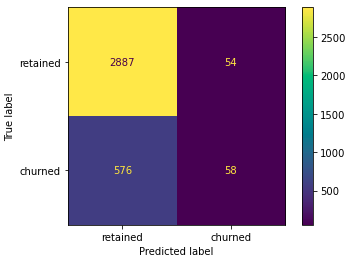 retained
2887
54
churned
576
58
retained
churned
Predicted label
True label
2500
2000
1500
1000
500